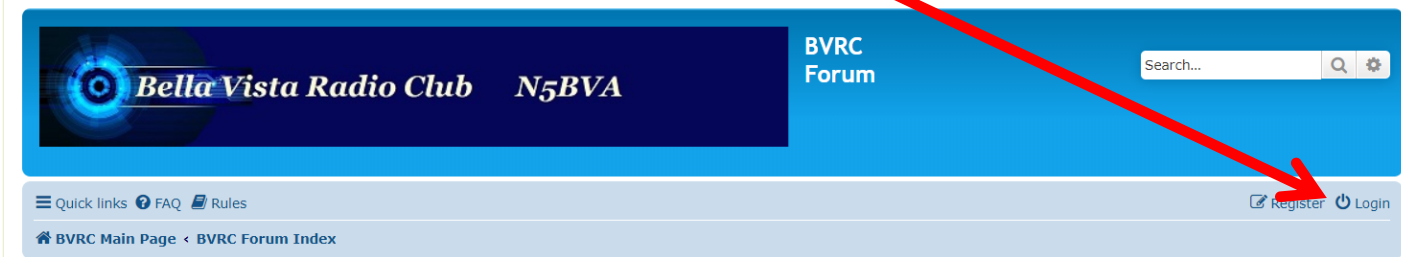 Bella Vista Radio Club N5BVA
BVRC
Forum
Search...
Quick links FAQ Rules
Register Login
BVRC Main Page < BVRC Forum Index